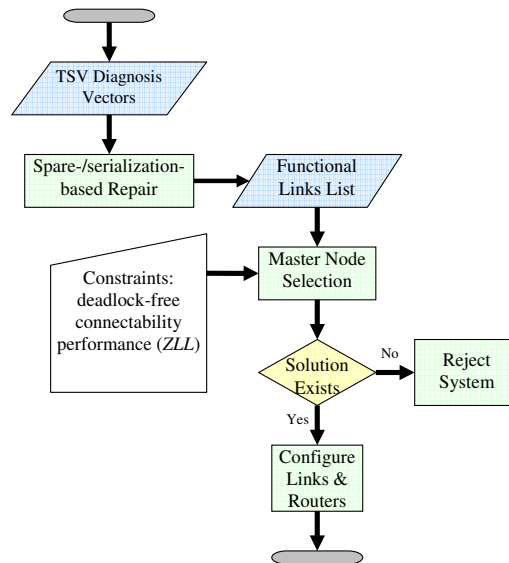 TSV Diagnosis
Vectors
Spare-/serialization-
based Repair
Functional
Links List
Master Node
Selection
Constraints:
deadlock-free
connectability
performance (ZLL)
Solution
Exists
No
Reject
System
Yes
Configure
Links &
Routers